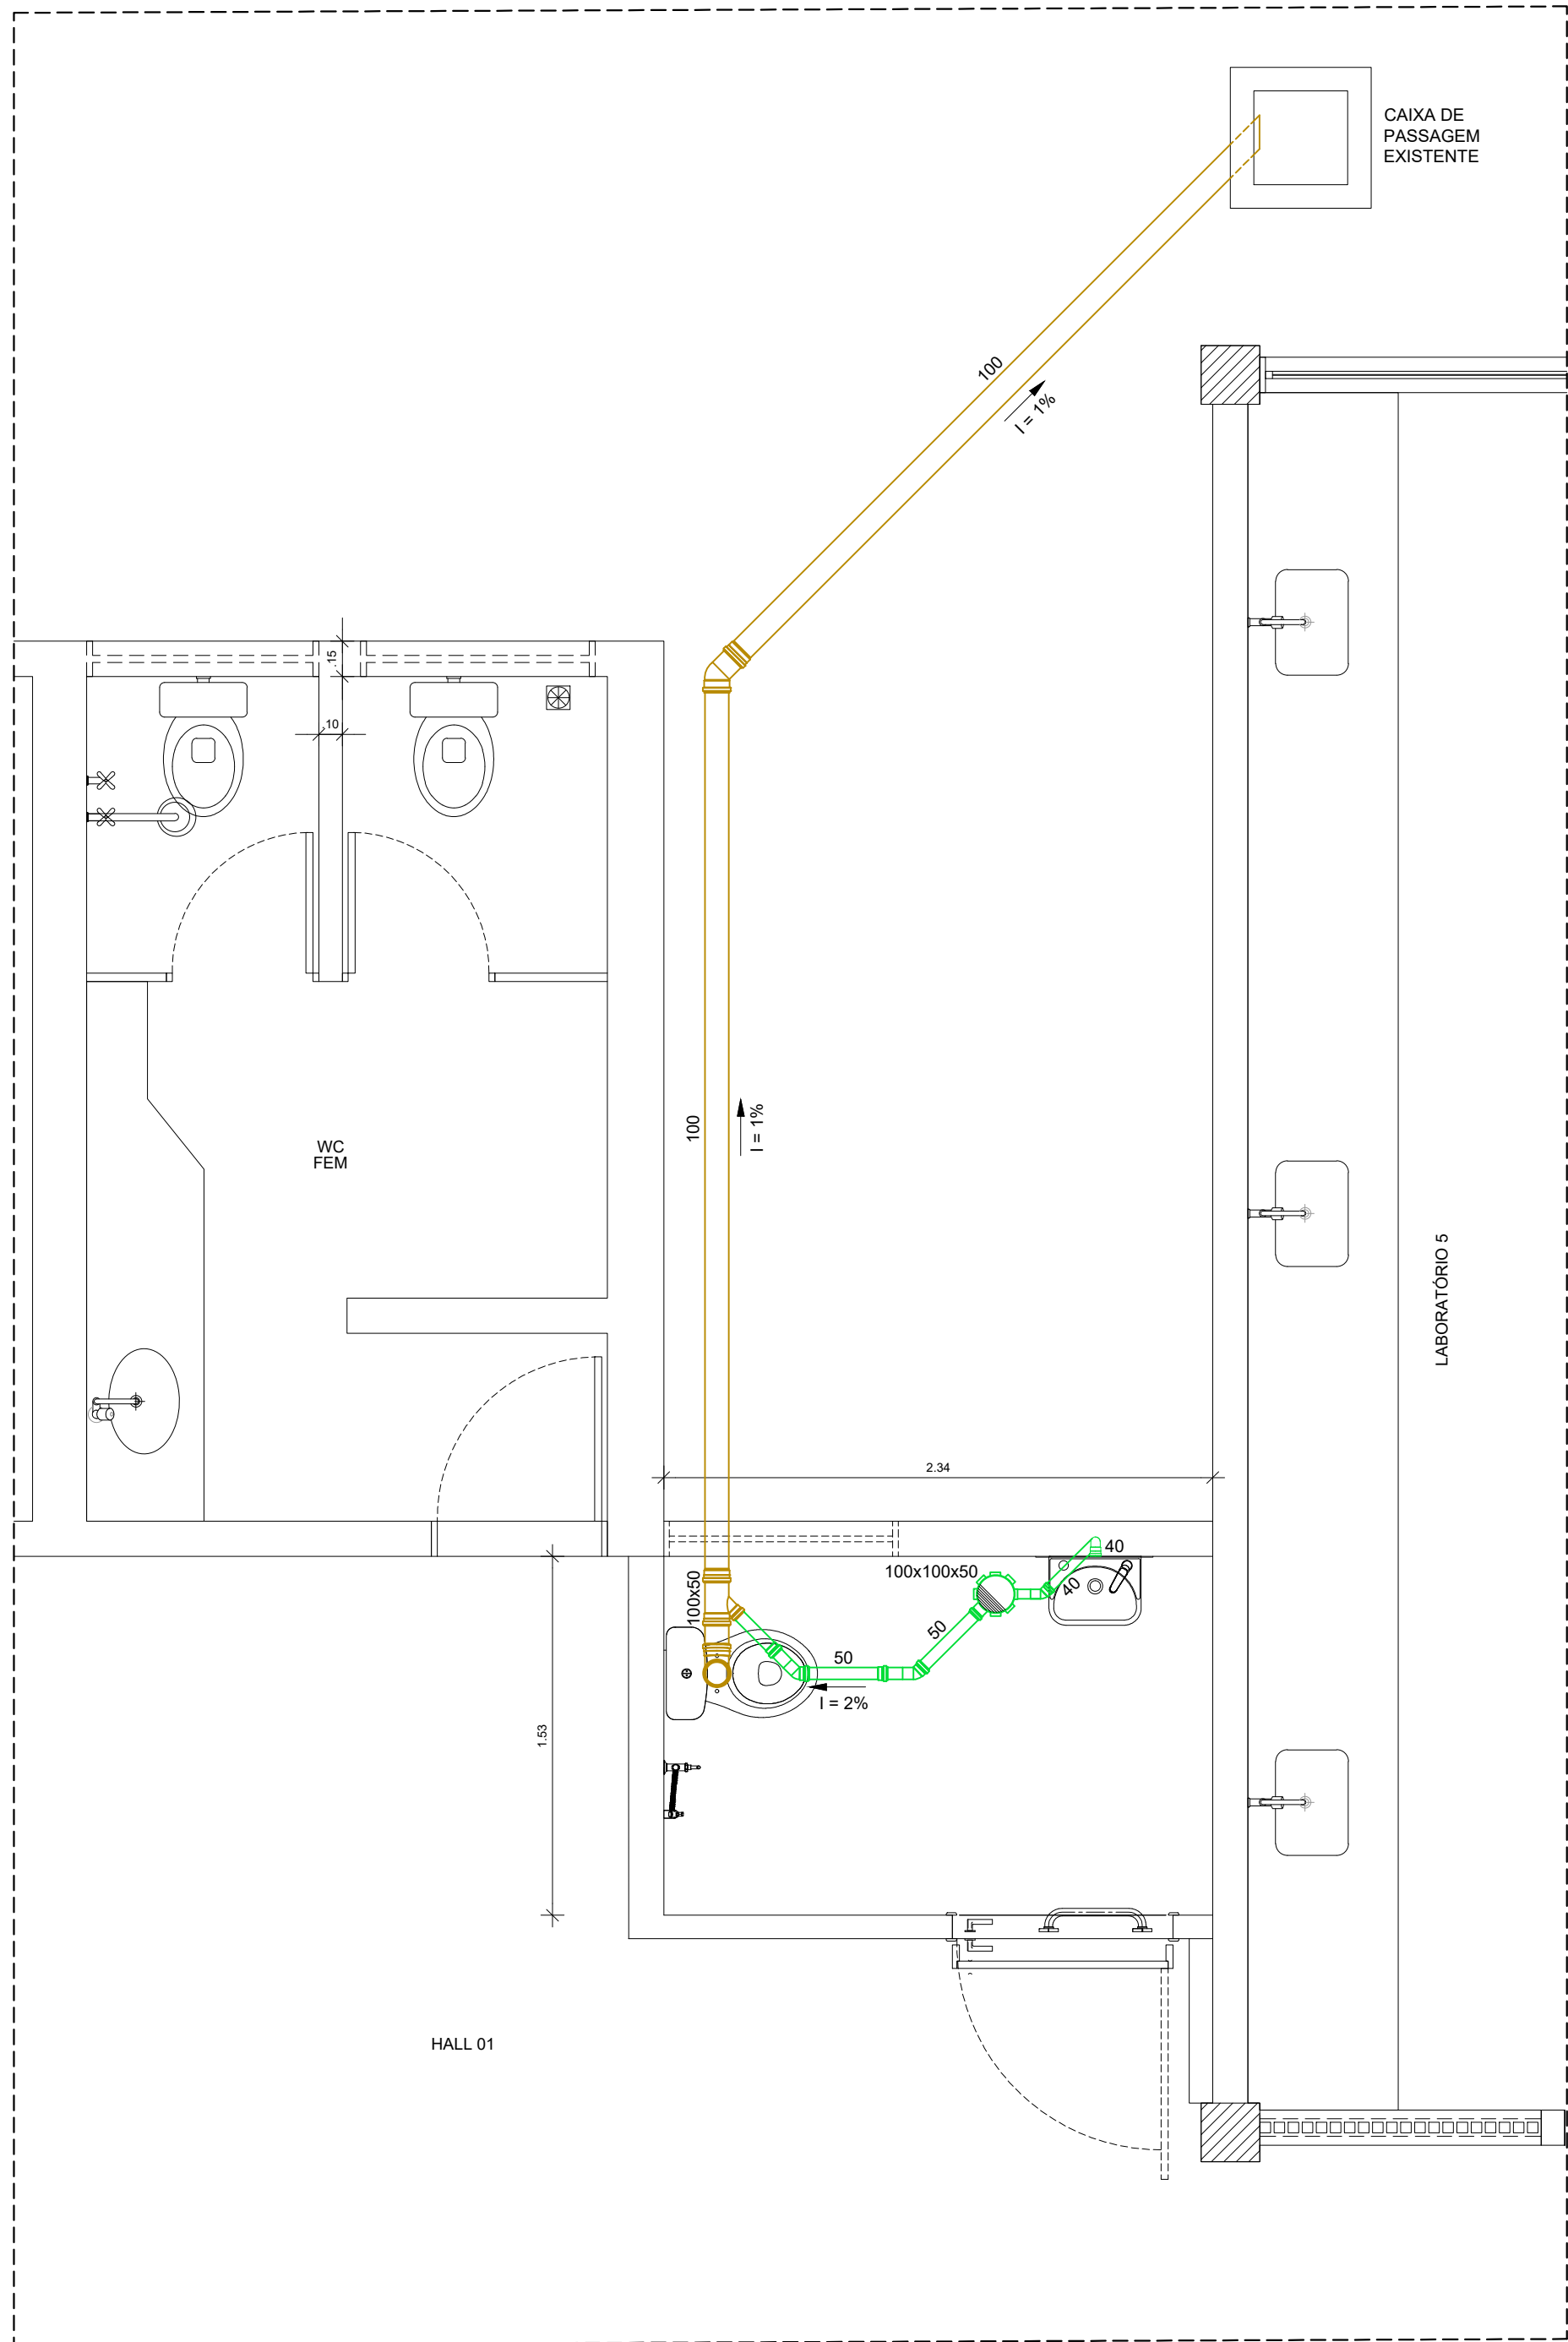 CAIXA DE
PASSAGEM
EXISTENTE
100
I = 1%
.15
.10
100
I = 1%
WC
FEM
LABORATÓRIO 5
2.34
40
100x100x50
40
100x50
50
50
I = 2%
1.53
HALL 01